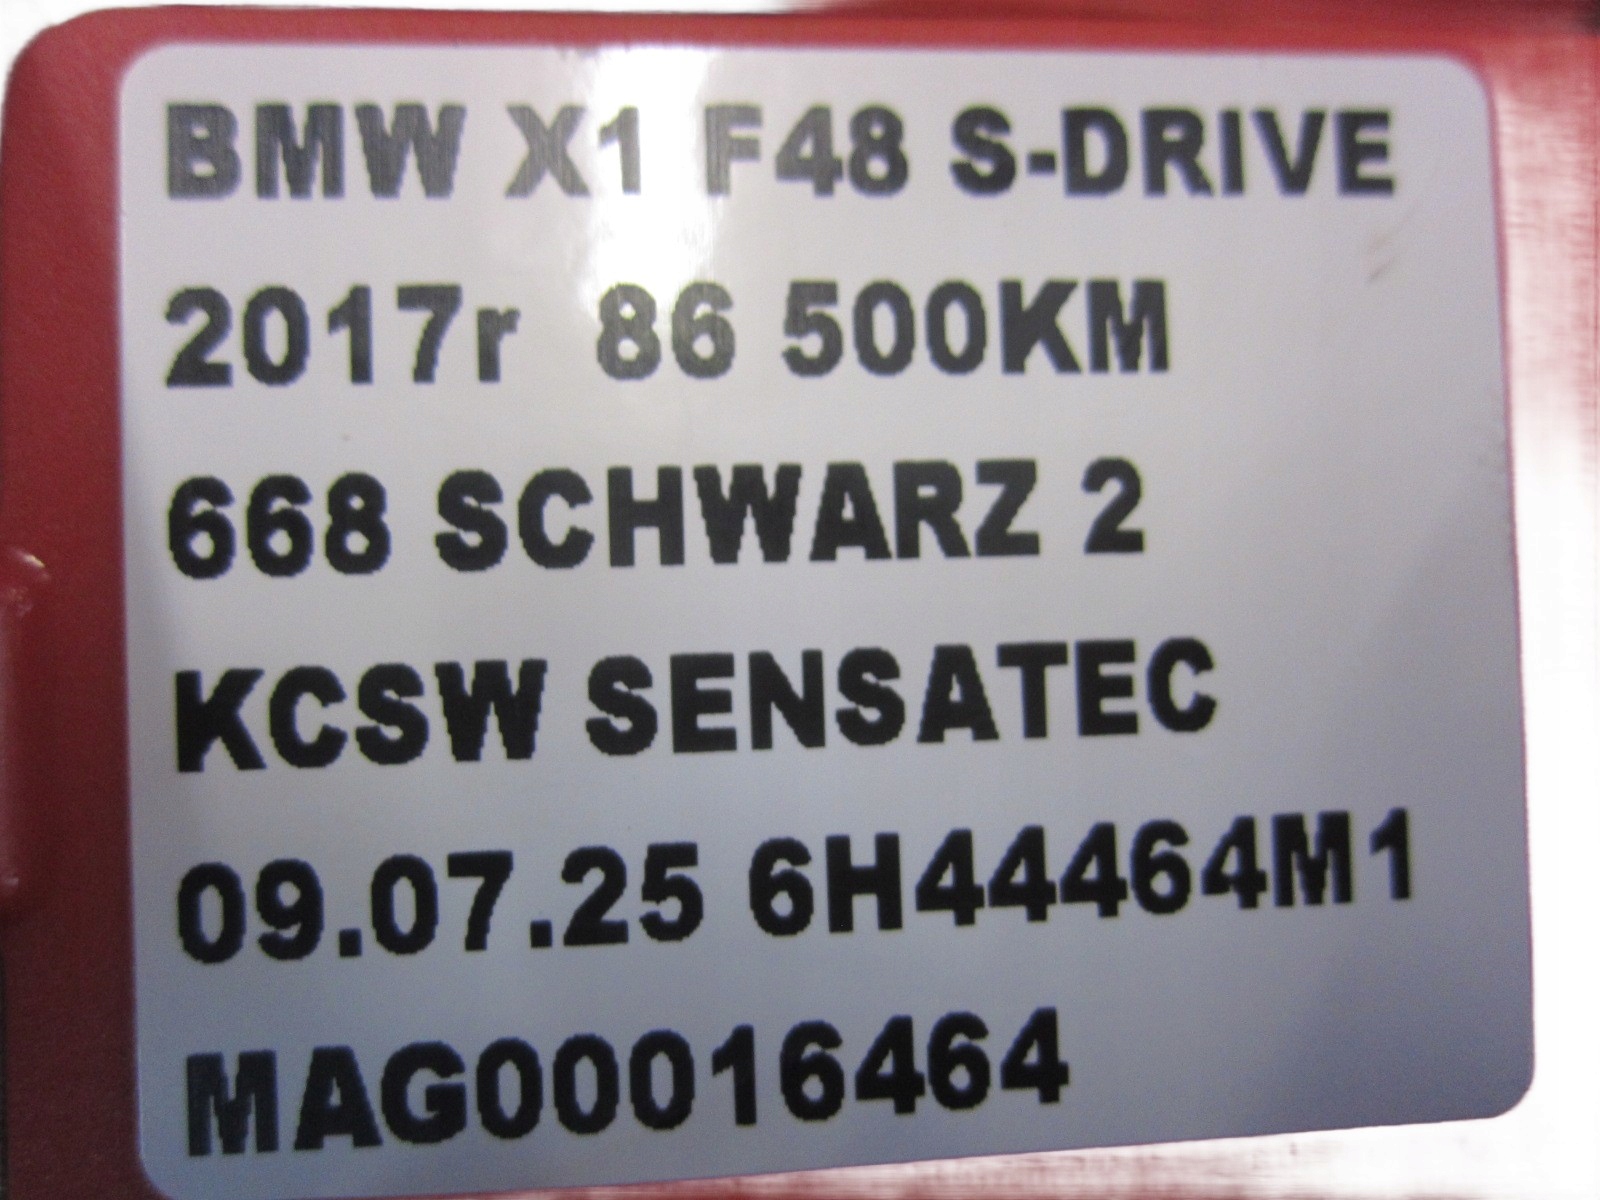 BMW X1 F48 S-DRIVE
2017r 86 500KM
668 SCHWARZ 2
KCSW SENSATEC
09.07.25 6H44464M1
MAG00016464